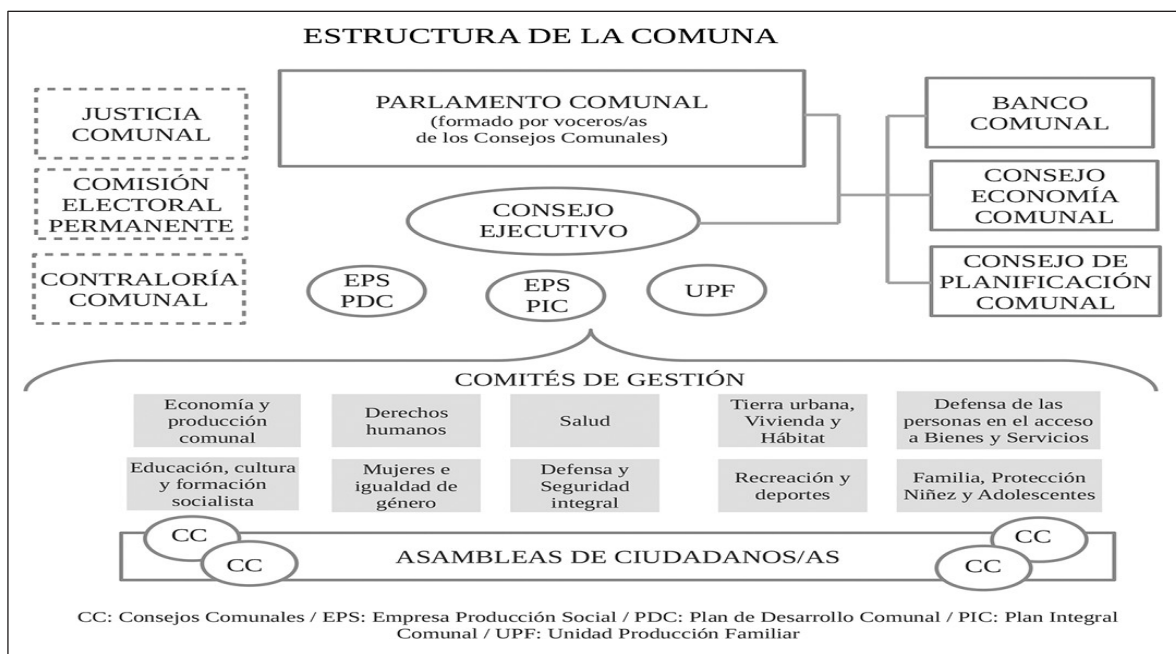 ESTRUCTURA DE LA COMUNA
JUSTICIA
COMUNAL
COMISIÓN
ELECTORAL
PERMANENTE
CONTRALORÍA
COMUNAL
PARLAMENTO COMUNAL
(formado por voceros/as
de los Consejos Comunales)
CONSEJO
EJECUTIVO
EPS
PDC
EPS
PIC
UPF
BANCO
COMUNAL
CONSEJO
ECONOMÍA
COMUNAL
CONSEJO DE
PLANIFICACIÓN
COMUNAL
COMITÉS DE GESTIÓN
Economía y
producción
comunal
Derechos
humanos
Salud
Tierra urbana,
Vivienda y
Hábitat
Defensa de las
personas en el acceso
a Bienes y Servicios
Educación, cultura
y formación
socialista
Mujeres e
igualdad de
género
Defensa y
Seguridad
integral
Recreación y
deportes
Familia, Protección
Niñez y Adolescentes
CC
CC
ASAMBLEAS DE CIUDADANOS/AS
CC
CC
CC: Consejos Comunales / EPS: Empresa Producción Social / PDC: Plan de Desarrollo Comunal / PIC: Plan Integral
Comunal / UPF: Unidad Producción Familiar